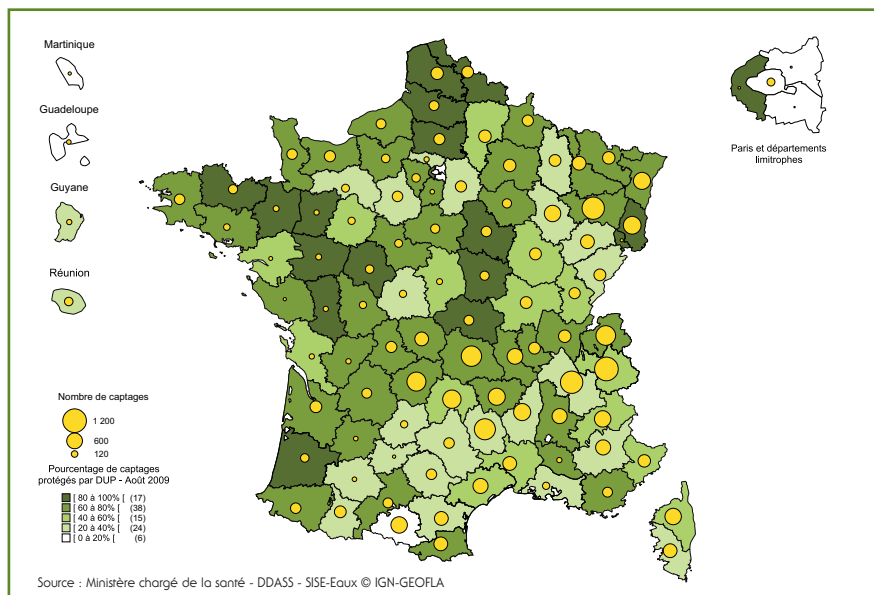 Martinique
Guadeloupe
Guyane
Réunion
Paris et départements
limitrophes
Nombre de captages
1 200
600
120
Pourcentage de captages
protégés par DUP - Août 2009
[ 80 à 100% [ (17)
[ 60 à 80% [ (38)
[ 40 à 60% [ (15)
[ 20 à 40% [ (24)
[ 0 à 20% [ (6)
Source : Ministère chargé de la santé - DDASS - SISE-Eaux © IGN-GEOFLA